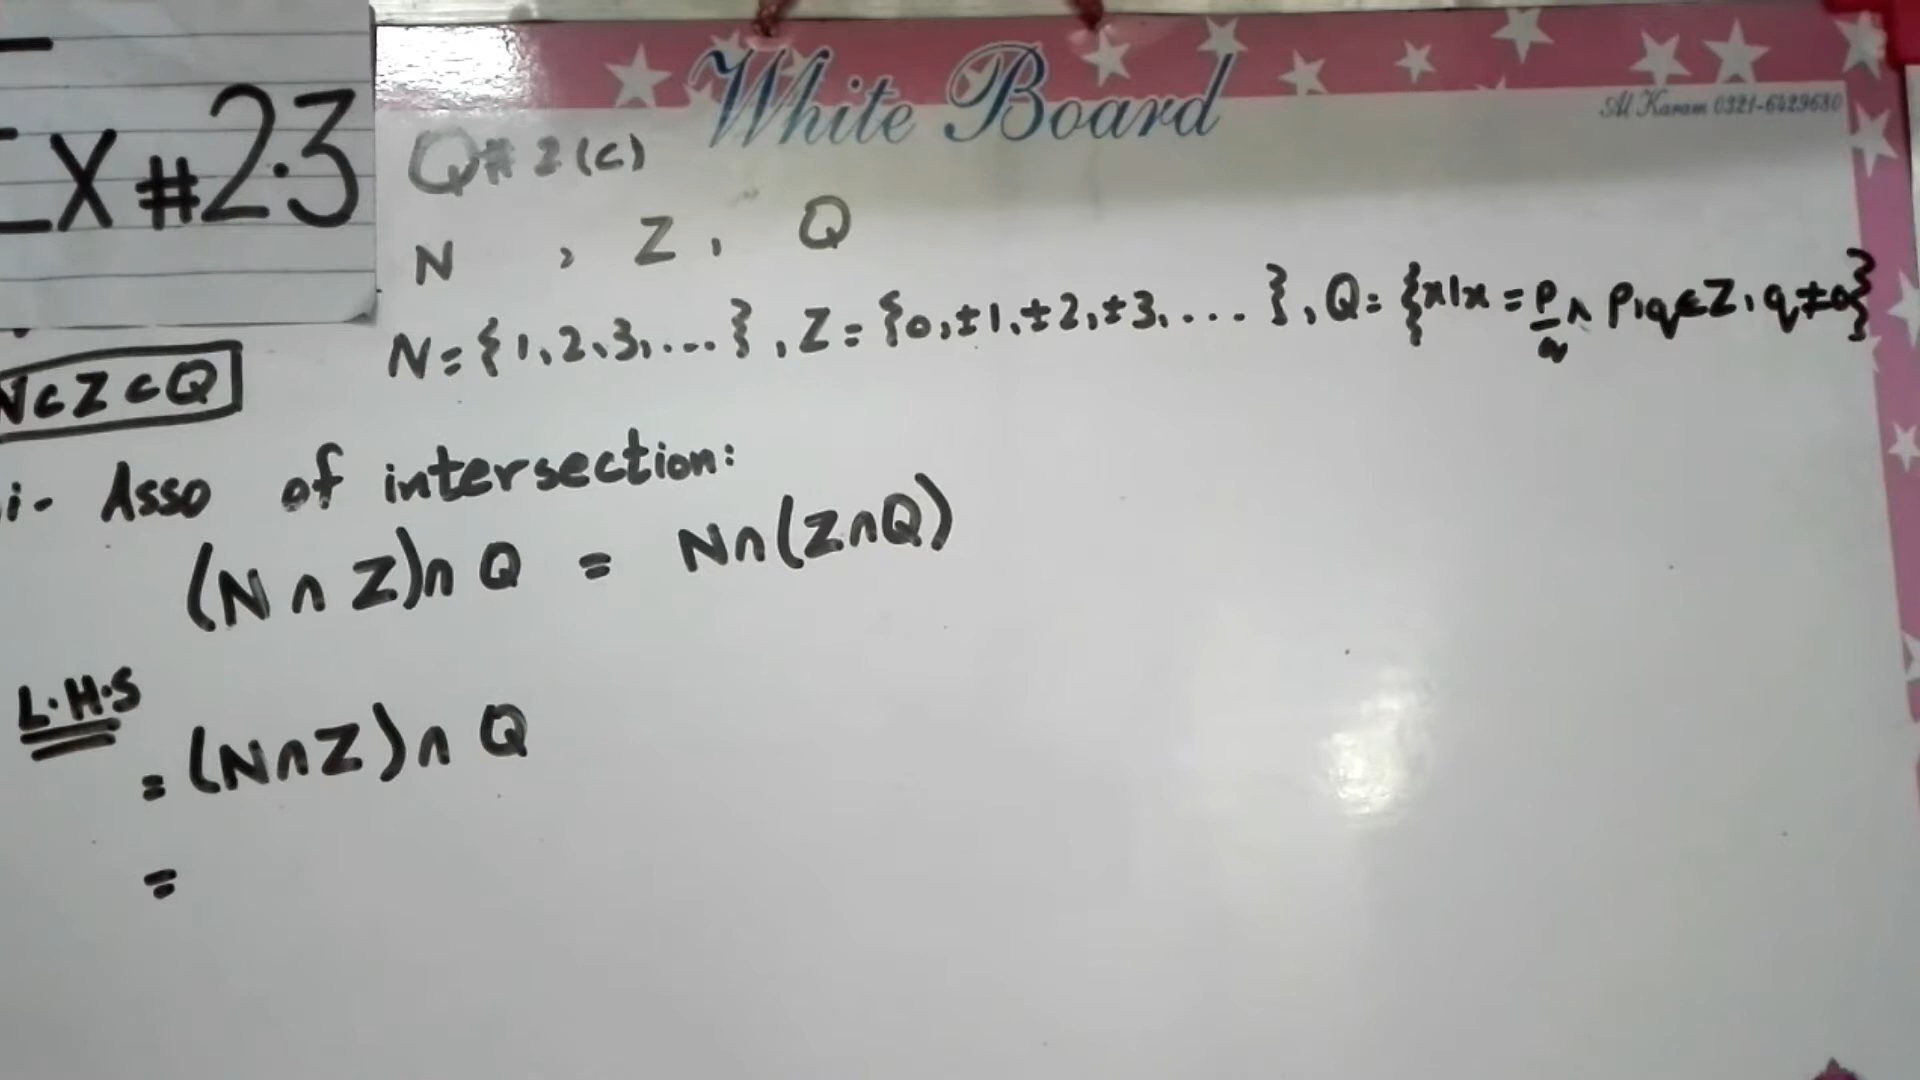 White Board
Al Karam 0321-6429680
Ex #2.3
Q# 2(c)
N , Z , Q
N = {1,2,3,...}, Z = {0,±1,±2,±3,...}, Q = {x|x = p/q ∧ p,q∈Z, q≠0}
N⊂Z⊂Q
i- Asso of intersection:
(N∩Z)∩Q = N∩(Z∩Q)
L.H.S
= (N∩Z)∩Q
=